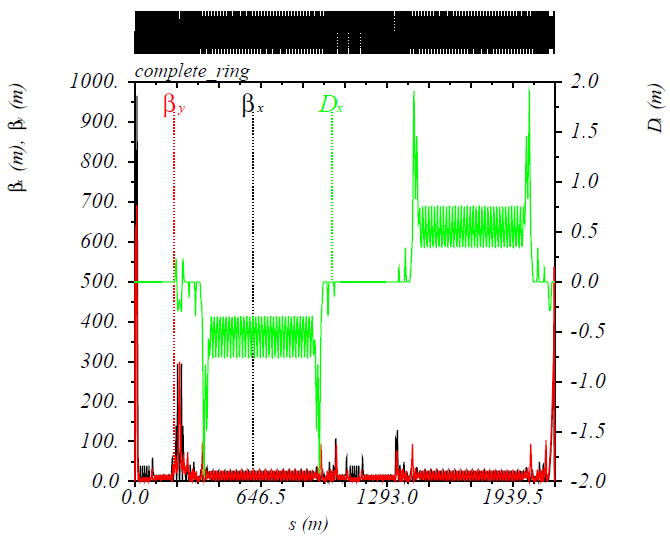 complete_ring
1000.
900.
800.
700.
600.
500.
400.
300.
200.
100.
0.0
βx (m), βy (m)
βy
βx
Dx
2.0
1.5
1.0
0.5
0.0
-0.5
-1.0
-1.5
-2.0
Dx (m)
0.0 646.5 1293.0 1939.5
s (m)